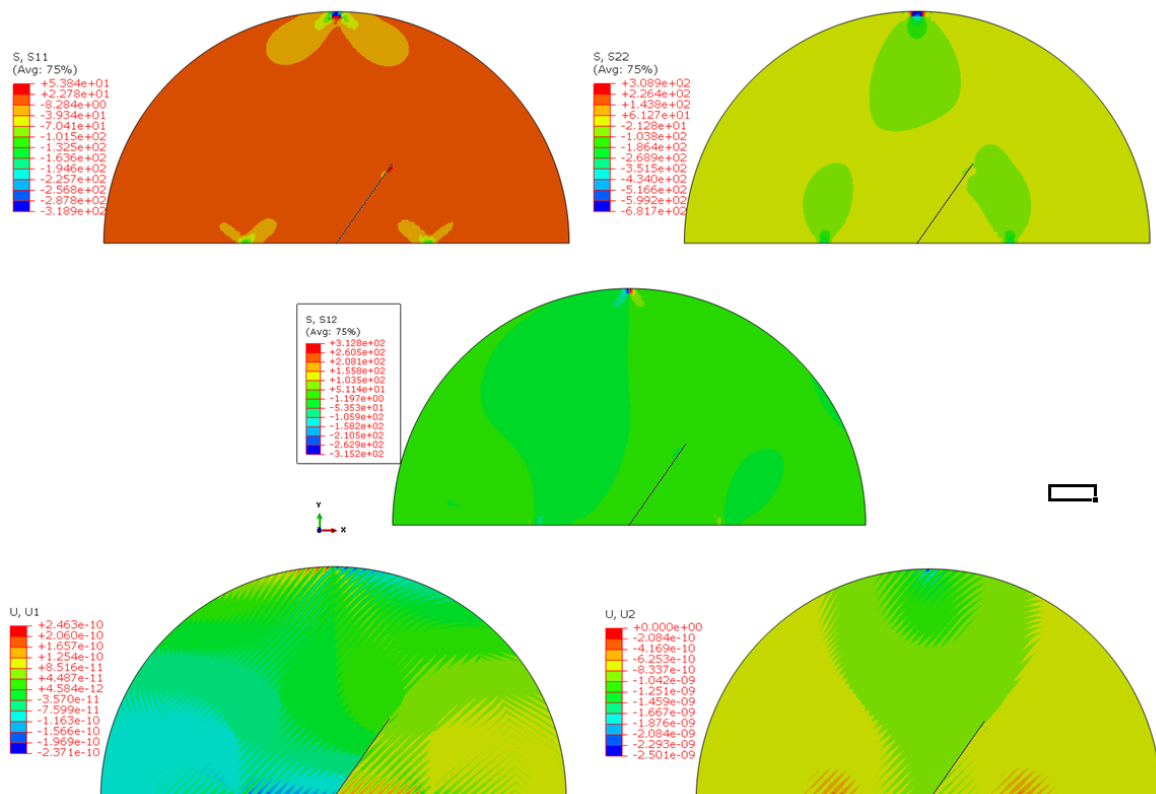 S, S11
(Avg: 75%)
+5.384e+01
+2.278e+01
-8.284e+00
-3.934e+01
-7.041e+01
-1.015e+02
-1.325e+02
-1.636e+02
-1.946e+02
-2.257e+02
-2.568e+02
-2.878e+02
-3.189e+02
S, S22
(Avg: 75%)
+3.089e+02
+2.264e+02
+1.438e+02
+6.127e+01
-2.128e+01
-1.038e+02
-1.864e+02
-2.689e+02
-3.515e+02
-4.340e+02
-5.166e+02
-5.992e+02
-6.817e+02
S, S12
(Avg: 75%)
+3.128e+02
+2.605e+02
+2.081e+02
+1.558e+02
+1.035e+02
+5.114e+01
-1.197e+00
-5.353e+01
-1.059e+02
-1.582e+02
-2.105e+02
-2.629e+02
-3.152e+02
Y
X
U, U1
+2.463e-10
+2.060e-10
+1.657e-10
+1.254e-10
+8.516e-11
+4.487e-11
+4.584e-12
-3.570e-11
-7.599e-11
-1.163e-10
-1.566e-10
-1.969e-10
-2.371e-10
U, U2
+0.000e+00
-2.084e-10
-4.169e-10
-6.253e-10
-8.337e-10
-1.042e-09
-1.251e-09
-1.459e-09
-1.667e-09
-1.876e-09
-2.084e-09
-2.293e-09
-2.501e-09